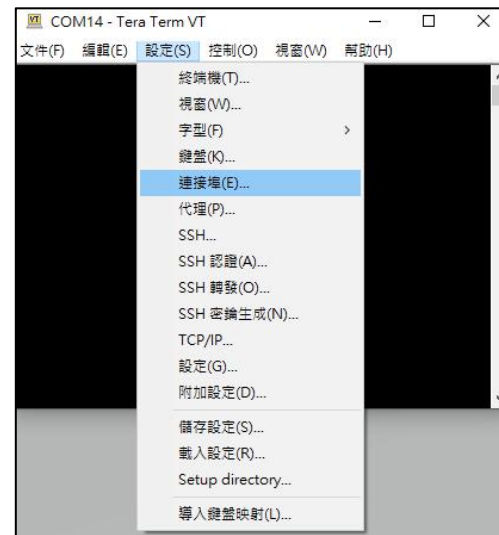 COM14 - Tera Term VT
文件(F) 編輯(E) 設定(S) 控制(O) 視窗(W) 幫助(H)
終端機(T)...
視窗(W)...
字型(F)
鍵盤(K)...
連接埠(E)...
代理(P)...
SSH...
SSH 認證(A)...
SSH 轉發(O)...
SSH 密鑰生成(N)...
TCP/IP...
設定(G)...
附加設定(D)...
儲存設定(S)...
載入設定(R)...
Setup directory...
導入鍵盤映射(L)...